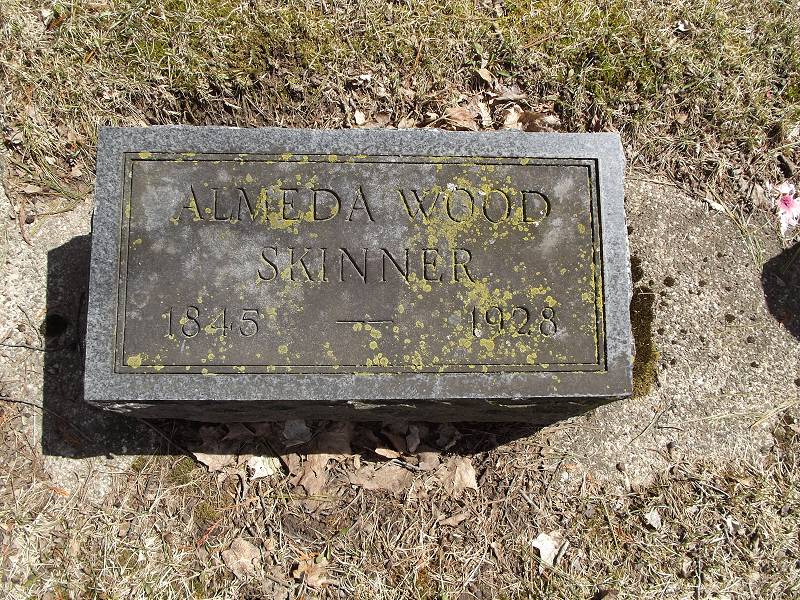 ALMEDA WOOD
SKINNER
1845 — 1928